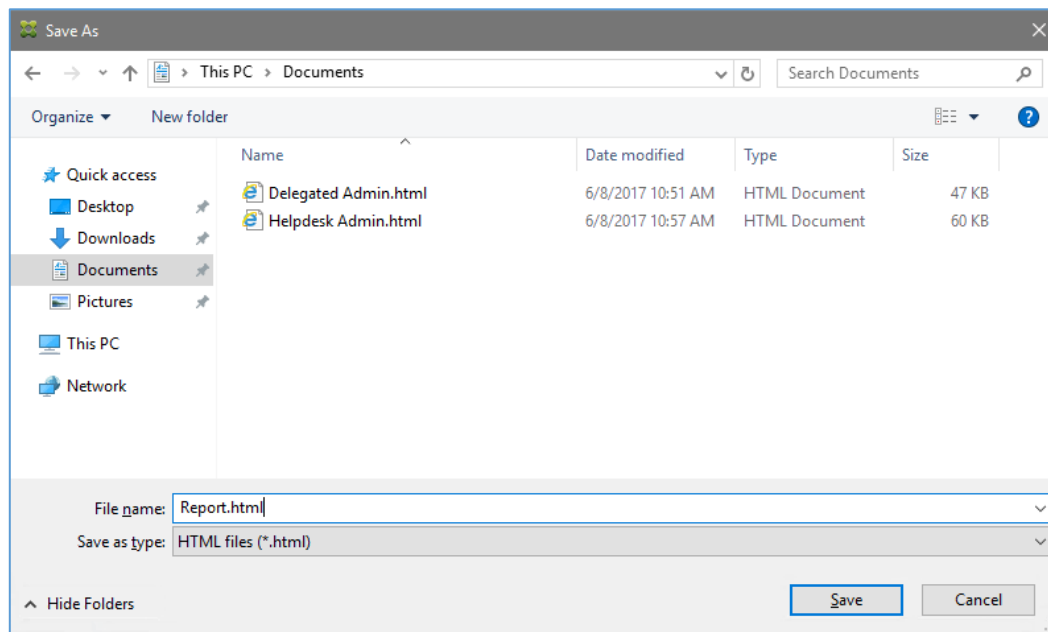 Save As
This PC > Documents
Search Documents
Organize
New folder
Name Date modified Type Size
Quick access
Desktop
Downloads
Documents
Pictures
This PC
Network
Delegated Admin.html 6/8/2017 10:51 AM HTML Document 47 KB
Helpdesk Admin.html 6/8/2017 10:57 AM HTML Document 60 KB
File name: Report.html
Save as type: HTML files (*.html)
Hide Folders
Save
Cancel